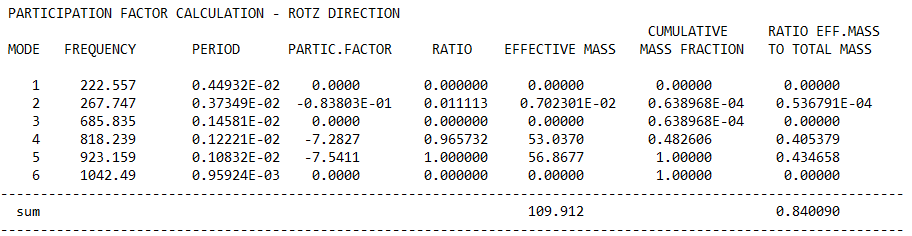 PARTICIPATION FACTOR CALCULATION - ROTZ DIRECTION
CUMULATIVE RATIO EFF.MASS
MODE FREQUENCY PERIOD PARTIC.FACTOR RATIO EFFECTIVE MASS MASS FRACTION TO TOTAL MASS
1 222.557 0.44932E-02 0.0000 0.000000 0.00000 0.00000 0.00000
2 267.747 0.37349E-02 -0.83803E-01 0.011113 0.702301E-02 0.638968E-04 0.536791E-04
3 685.835 0.14581E-02 0.0000 0.000000 0.00000 0.638968E-04 0.00000
4 818.239 0.12221E-02 -7.2827 0.965732 53.0370 0.482606 0.405379
5 923.159 0.10832E-02 -7.5411 1.000000 56.8677 1.00000 0.434658
6 1042.49 0.95924E-03 0.0000 0.000000 0.00000 1.00000 0.00000
sum 109.912 0.840090